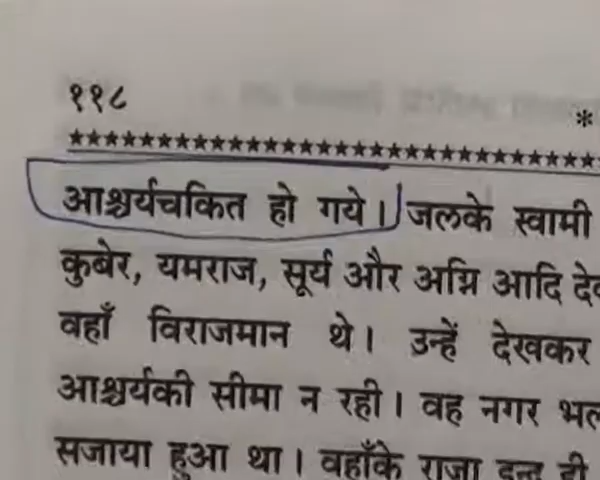 ११८
*
आश्चर्यचकित हो गये। जलके स्वामी
कुबेर, यमराज, सूर्य और अग्नि आदि
वहाँ विराजमान थे। उन्हें देखकर
आश्चर्यकी सीमा न रही। वह नगर
सजाया हुआ था। वहाँके राजा इन्द्र ही